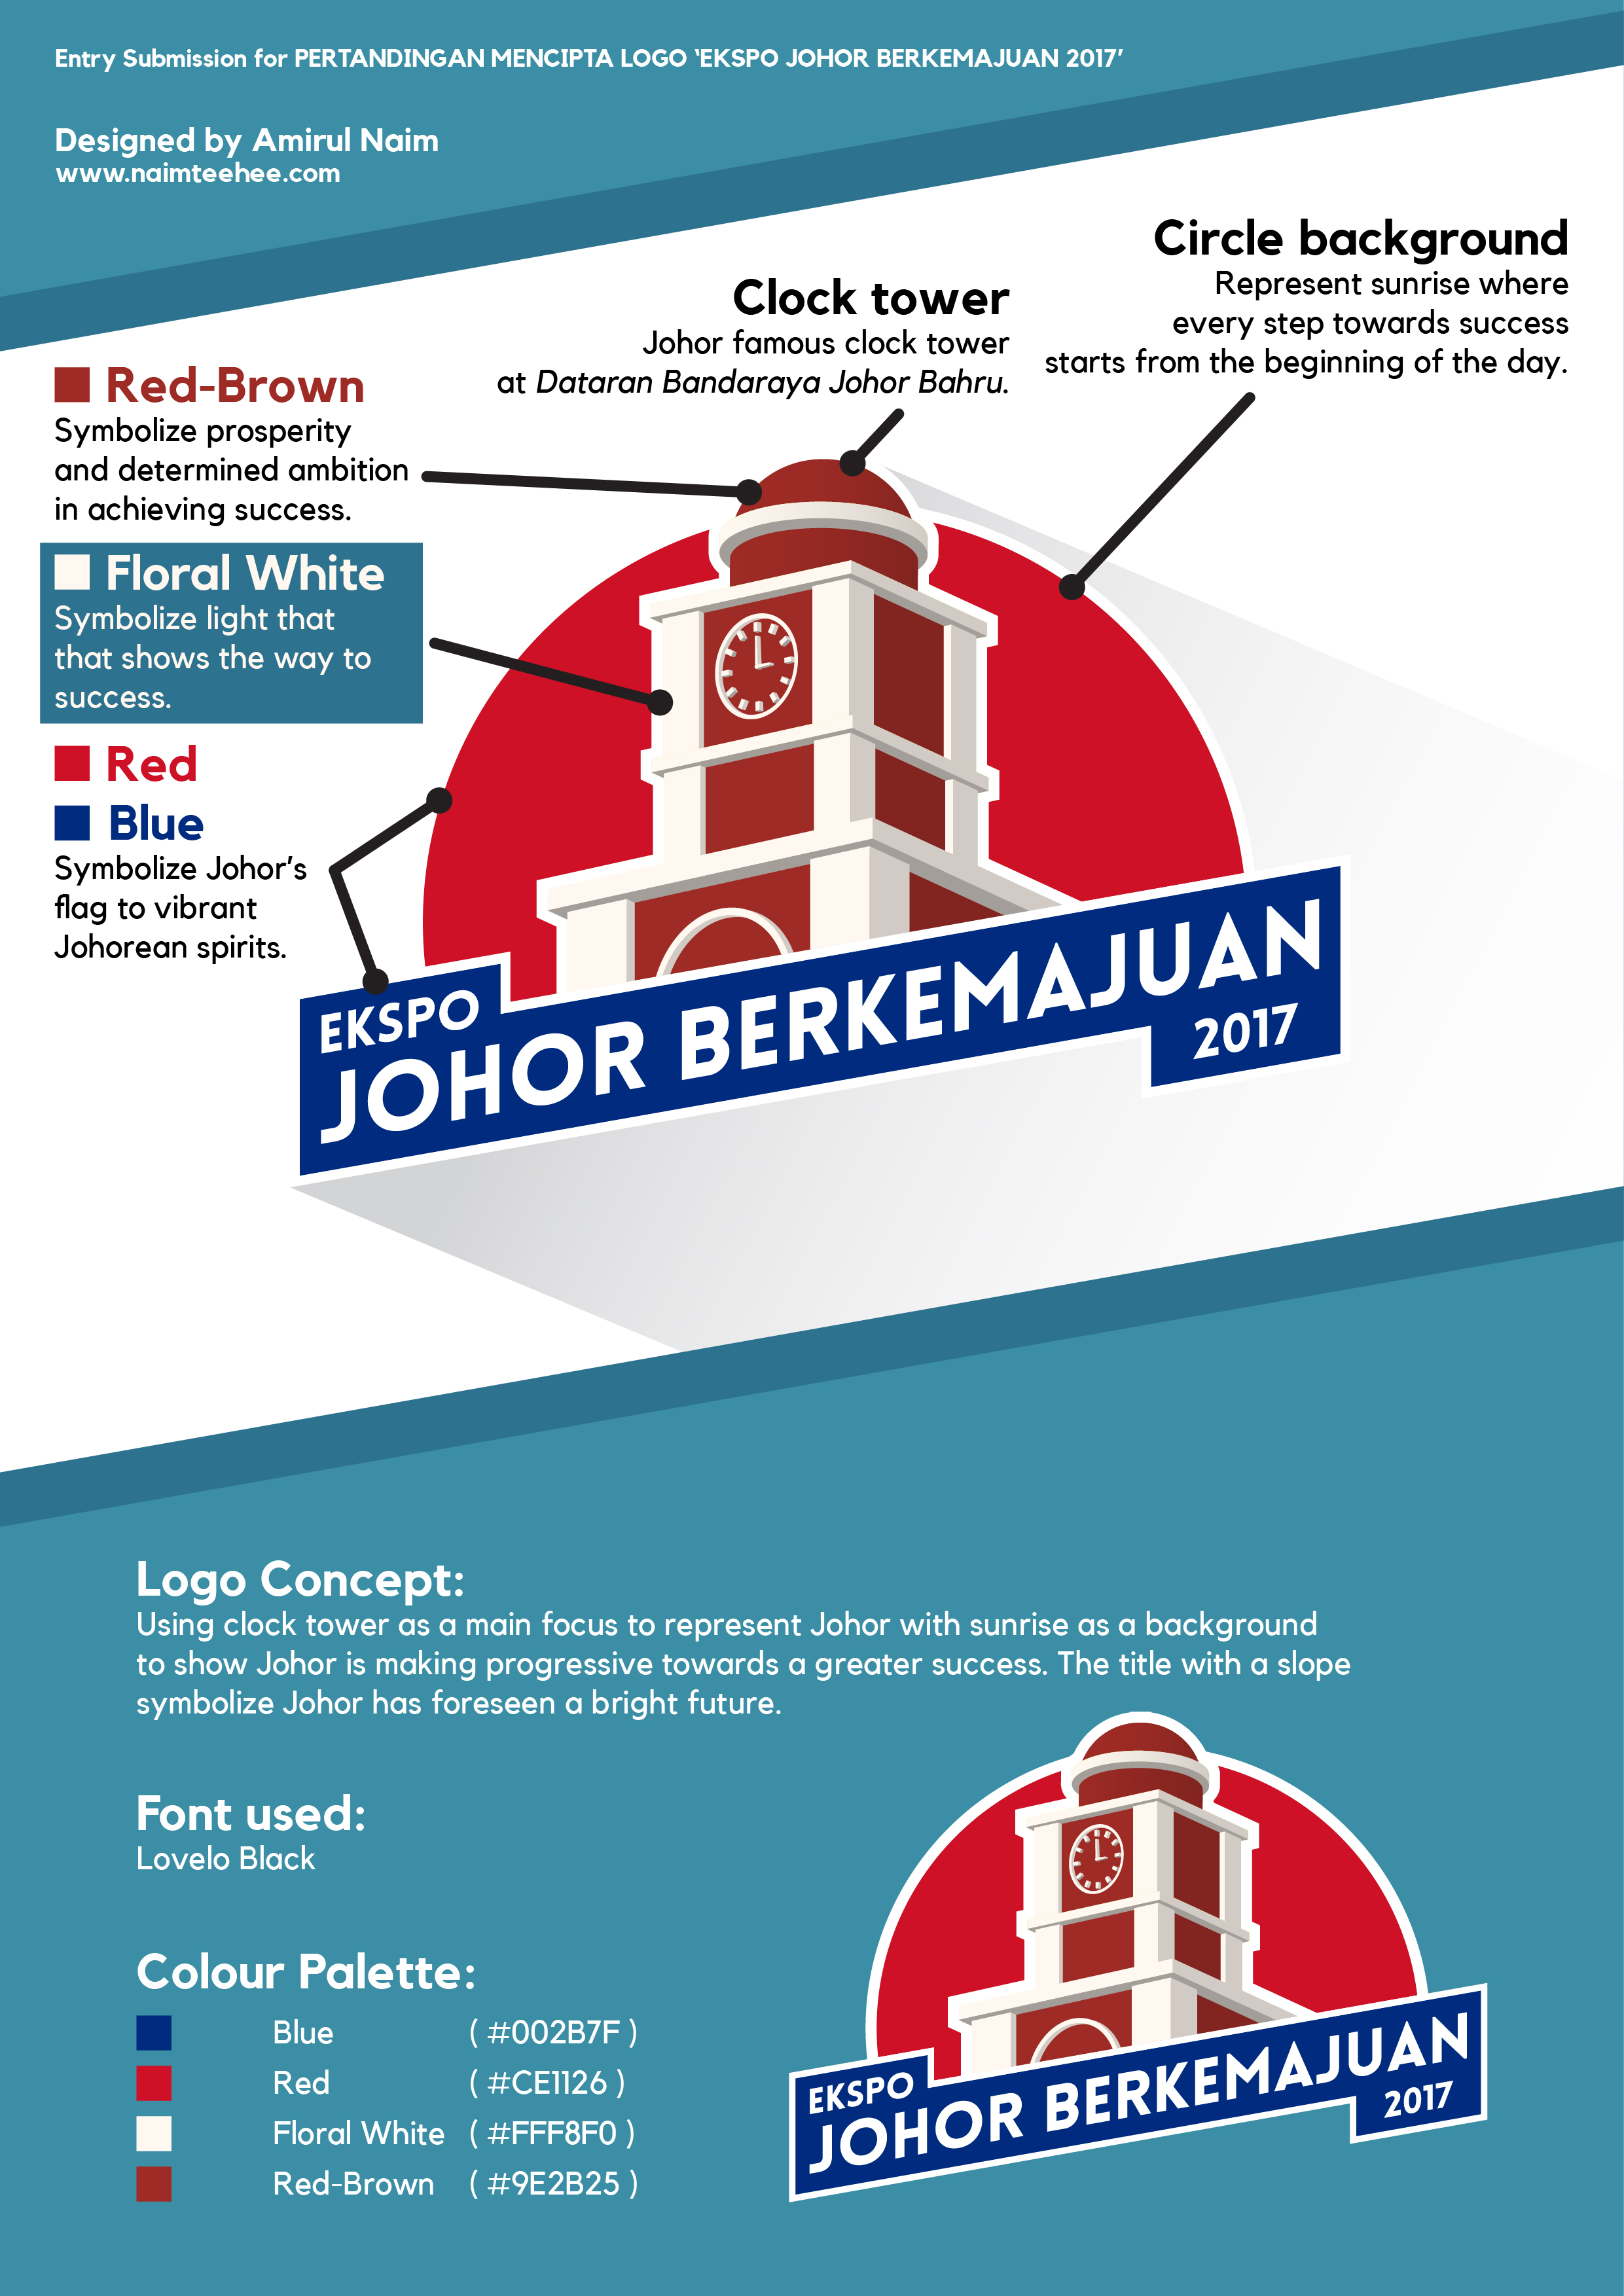 Entry Submission for PERTANDINGAN MENCIPTA LOGO ‘EKSPO JOHOR BERKEMAJUAN 2017’
Designed by Amirul Naim
www.naimteehee.com
Circle background
Represent sunrise where
every step towards success
starts from the beginning of the day.
Clock tower
Johor famous clock tower
at Dataran Bandaraya Johor Bahru.
Red-Brown
Symbolize prosperity
and determined ambition
in achieving success.
Floral White
Symbolize light that
that shows the way to
success.
Red
Blue
Symbolize Johor’s
flag to vibrant
Johorean spirits.
EKSPO
JOHOR BERKEMAJUAN
2017
Logo Concept:
Using clock tower as a main focus to represent Johor with sunrise as a background
to show Johor is making progressive towards a greater success. The title with a slope
symbolize Johor has foreseen a bright future.
Font used:
Lovelo Black
Colour Palette:
Blue ( #002B7F )
Red ( #CE1126 )
Floral White ( #FFF8F0 )
Red-Brown ( #9E2B25 )
EKSPO
JOHOR BERKEMAJUAN
2017